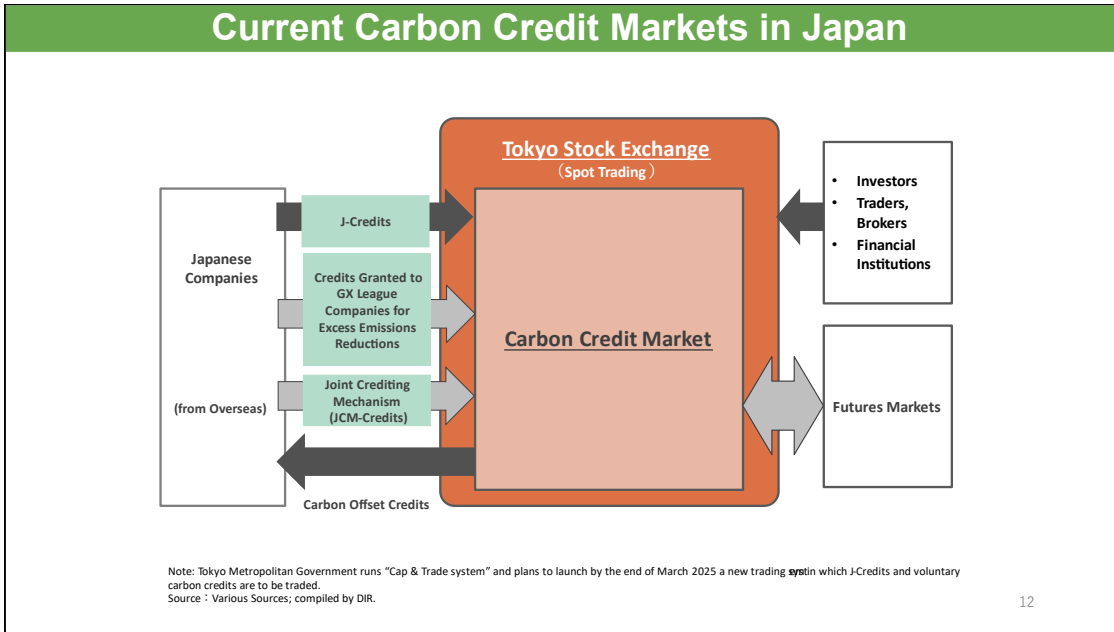 Current Carbon Credit Markets in Japan
Tokyo Stock Exchange
（Spot Trading）
Japanese
Companies
(from Overseas)
J-Credits
Credits Granted to
GX League
Companies for
Excess Emissions
Reductions
Joint Crediting
Mechanism
(JCM-Credits)
Carbon Offset Credits
Carbon Credit Market
• Investors
• Traders,
Brokers
• Financial
Institutions
Futures Markets
Note: Tokyo Metropolitan Government runs “Cap & Trade system” and plans to launch by the end of March 2025 a new trading in which J-Credits and voluntary
carbon credits are to be traded.
Source：Various Sources; compiled by DIR.
12